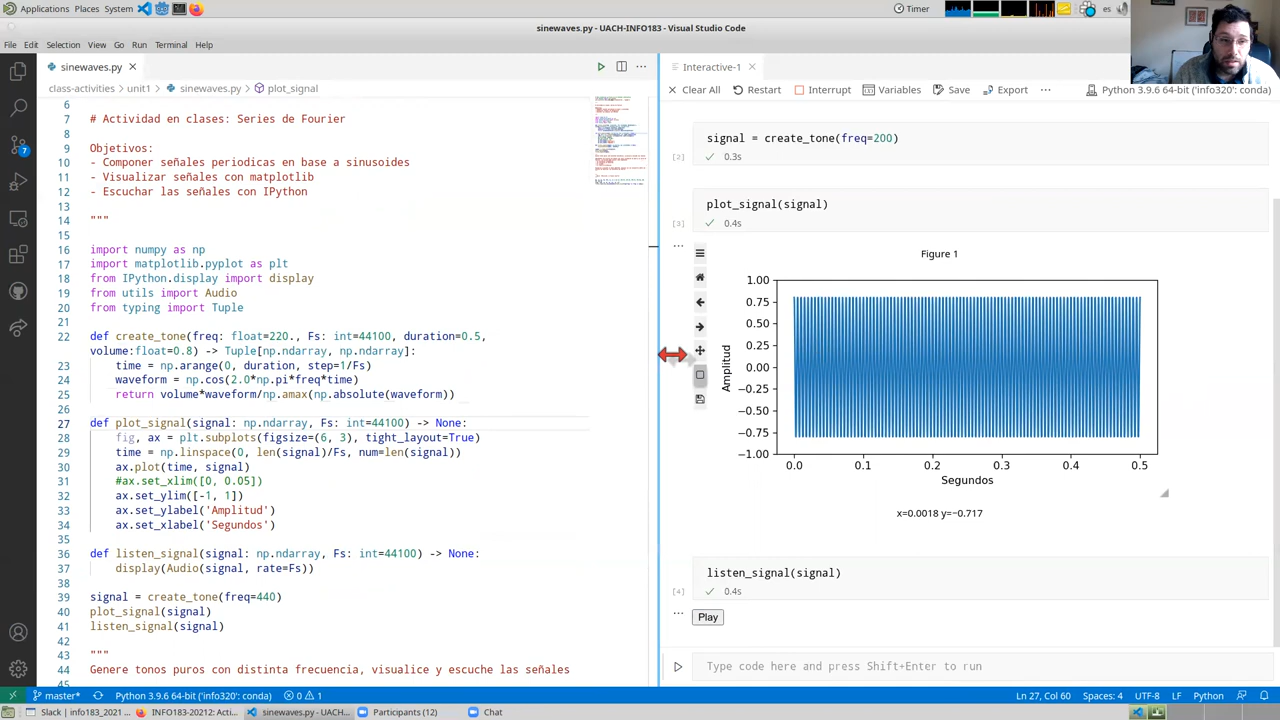 Applications Places System Timer es
sinewaves.py - UACH-INFO183 - Visual Studio Code
File Edit Selection View Go Run Terminal Help
sinewaves.py
class-activities > unit1 > sinewaves.py > plot_signal
6
7 # Actividad en clases: Series de Fourier
8
9 Objetivos:
10 - Componer señales periodicas en base a sinusoides
11 - Visualizar señales con matplotlib
12 - Escuchar las señales con IPython
13
14 """
15
16 import numpy as np
17 import matplotlib.pyplot as plt
18 from IPython.display import display
19 from utils import Audio
20 from typing import Tuple
21
22 def create_tone(freq: float=220., Fs: int=44100, duration=0.5,
volume:float=0.8) -> Tuple[np.ndarray, np.ndarray]:
23 time = np.arange(0, duration, step=1/Fs)
24 waveform = np.cos(2.0*np.pi*freq*time)
25 return volume*waveform/np.amax(np.absolute(waveform))
26
27 def plot_signal(signal: np.ndarray, Fs: int=44100) -> None:
28 fig, ax = plt.subplots(figsize=(6, 3), tight_layout=True)
29 time = np.linspace(0, len(signal)/Fs, num=len(signal))
30 ax.plot(time, signal)
31 #ax.set_xlim([0, 0.05])
32 ax.set_ylim([-1, 1])
33 ax.set_ylabel('Amplitud')
34 ax.set_xlabel('Segundos')
35
36 def listen_signal(signal: np.ndarray, Fs: int=44100) -> None:
37 display(Audio(signal, rate=Fs))
38
39 signal = create_tone(freq=440)
40 plot_signal(signal)
41 listen_signal(signal)
42
43 """
44 Genere tonos puros con distinta frecuencia, visualice y escuche las señales
45
7
Interactive-1
Clear All Restart Interrupt Variables Save Export ··· Python 3.9.6 64-bit ('info320': conda)
signal = create_tone(freq=200)
[2] 0.3s
plot_signal(signal)
[3] 0.4s
Figure 1
1.00
0.75
0.50
0.25
0.00
−0.25
−0.50
−0.75
−1.00
Amplitud
0.0 0.1 0.2 0.3 0.4 0.5
Segundos
x=0.0018 y=−0.717
listen_signal(signal)
[4] 0.4s
Play
Type code here and press Shift+Enter to run
master* Python 3.9.6 64-bit ('info320': conda) 0 1 Ln 27, Col 60 Spaces: 4 UTF-8 LF Python
Slack | info183_2021 ... INFO183-20212: Acti... sinewaves.py - UACH-... Participants (12) Chat